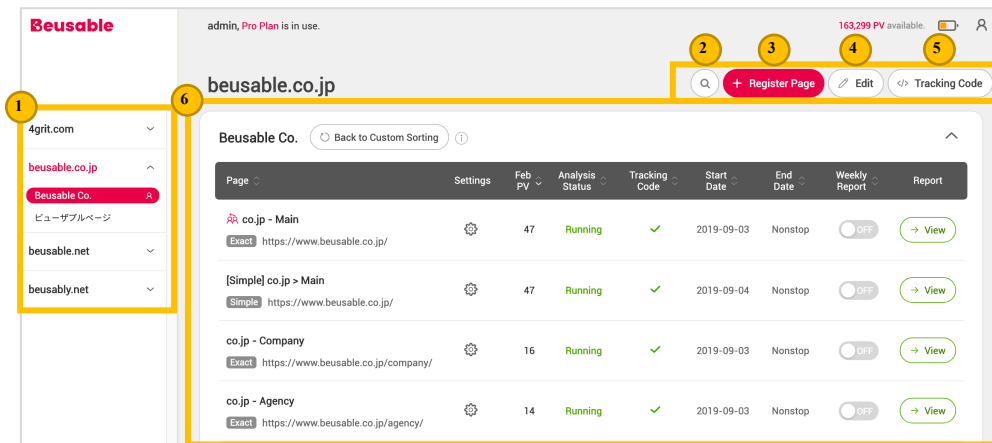 Beusable
admin, Pro Plan is in use.
163,299 PV available.
2
3
4
5
beusable.co.jp
+ Register Page
Edit
</> Tracking Code
1
6
4grit.com
beusable.co.jp
Beusable Co.
ビューザブルページ
beusable.net
beusably.net
Beusable Co.
Back to Custom Sorting
Page
Settings
Feb
PV
Analysis
Status
Tracking
Code
Start
Date
End
Date
Weekly
Report
Report
co.jp - Main
Exact https://www.beusable.co.jp/
47
Running
2019-09-03
Nonstop
OFF
→ View
[Simple] co.jp > Main
Simple https://www.beusable.co.jp/
47
Running
2019-09-04
Nonstop
OFF
→ View
co.jp - Company
Exact https://www.beusable.co.jp/company/
16
Running
2019-09-03
Nonstop
OFF
→ View
co.jp - Agency
Exact https://www.beusable.co.jp/agency/
14
Running
2019-09-03
Nonstop
OFF
→ View